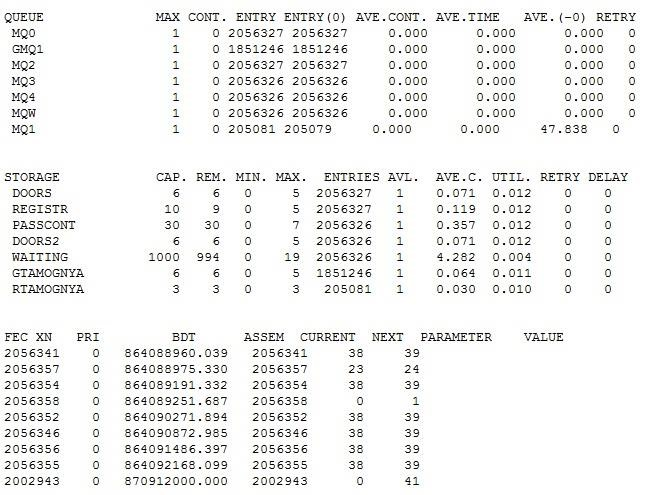 QUEUE MAX CONT. ENTRY ENTRY(0) AVE.CONT. AVE.TIME AVE.(-0) RETRY
MQ0 1 0 2056327 2056327 0.000 0.000 0.000 0
GMQ1 1 0 1851246 1851246 0.000 0.000 0.000 0
MQ2 1 0 2056327 2056327 0.000 0.000 0.000 0
MQ3 1 0 2056326 2056326 0.000 0.000 0.000 0
MQ4 1 0 2056326 2056326 0.000 0.000 0.000 0
MQW 1 0 2056326 2056326 0.000 0.000 0.000 0
MQ1 1 0 205081 205079 0.000 0.000 47.838 0
STORAGE CAP. REM. MIN. MAX. ENTRIES AVL. AVE.C. UTIL. RETRY DELAY
DOORS 6 6 0 5 2056327 1 0.071 0.012 0 0
REGISTR 10 9 0 5 2056327 1 0.119 0.012 0 0
PASSCONT 30 30 0 7 2056326 1 0.357 0.012 0 0
DOORS2 6 6 0 5 2056326 1 0.071 0.012 0 0
WAITING 1000 994 0 19 2056326 1 4.282 0.004 0 0
GTAMOGNYA 6 6 0 5 1851246 1 0.064 0.011 0 0
RTAMOGNYA 3 3 0 3 205081 1 0.030 0.010 0 0
FEC XN PRI BDT ASSEM CURRENT NEXT PARAMETER VALUE
2056341 0 864088960.039 2056341 38 39
2056357 0 864088975.330 2056357 23 24
2056354 0 864089191.332 2056354 38 39
2056358 0 864089251.687 2056358 0 1
2056352 0 864090271.894 2056352 38 39
2056346 0 864090872.985 2056346 38 39
2056356 0 864091486.397 2056356 38 39
2056355 0 864092168.099 2056355 38 39
2002943 0 870912000.000 2002943 0 41